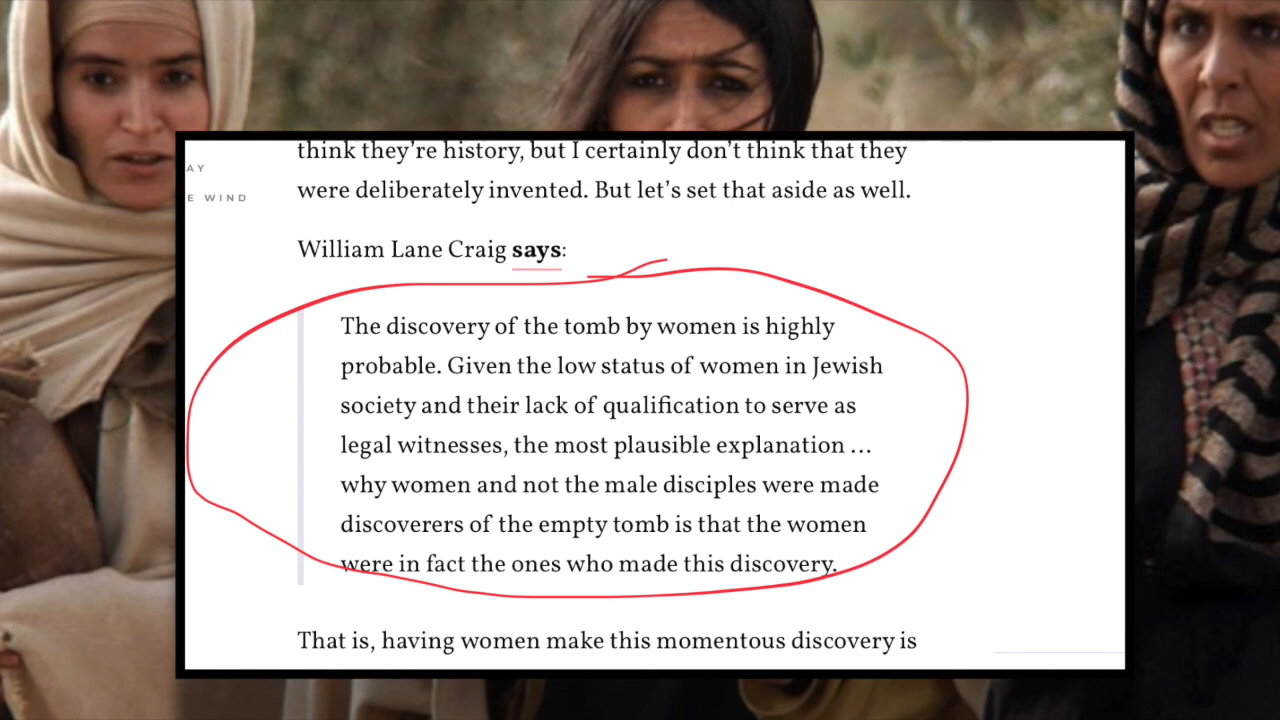 think they’re history, but I certainly don’t think that they
were deliberately invented. But let’s set that aside as well.
AY
E WIND
William Lane Craig says:
The discovery of the tomb by women is highly
probable. Given the low status of women in Jewish
society and their lack of qualification to serve as
legal witnesses, the most plausible explanation …
why women and not the male disciples were made
discoverers of the empty tomb is that the women
were in fact the ones who made this discovery.
That is, having women make this momentous discovery is